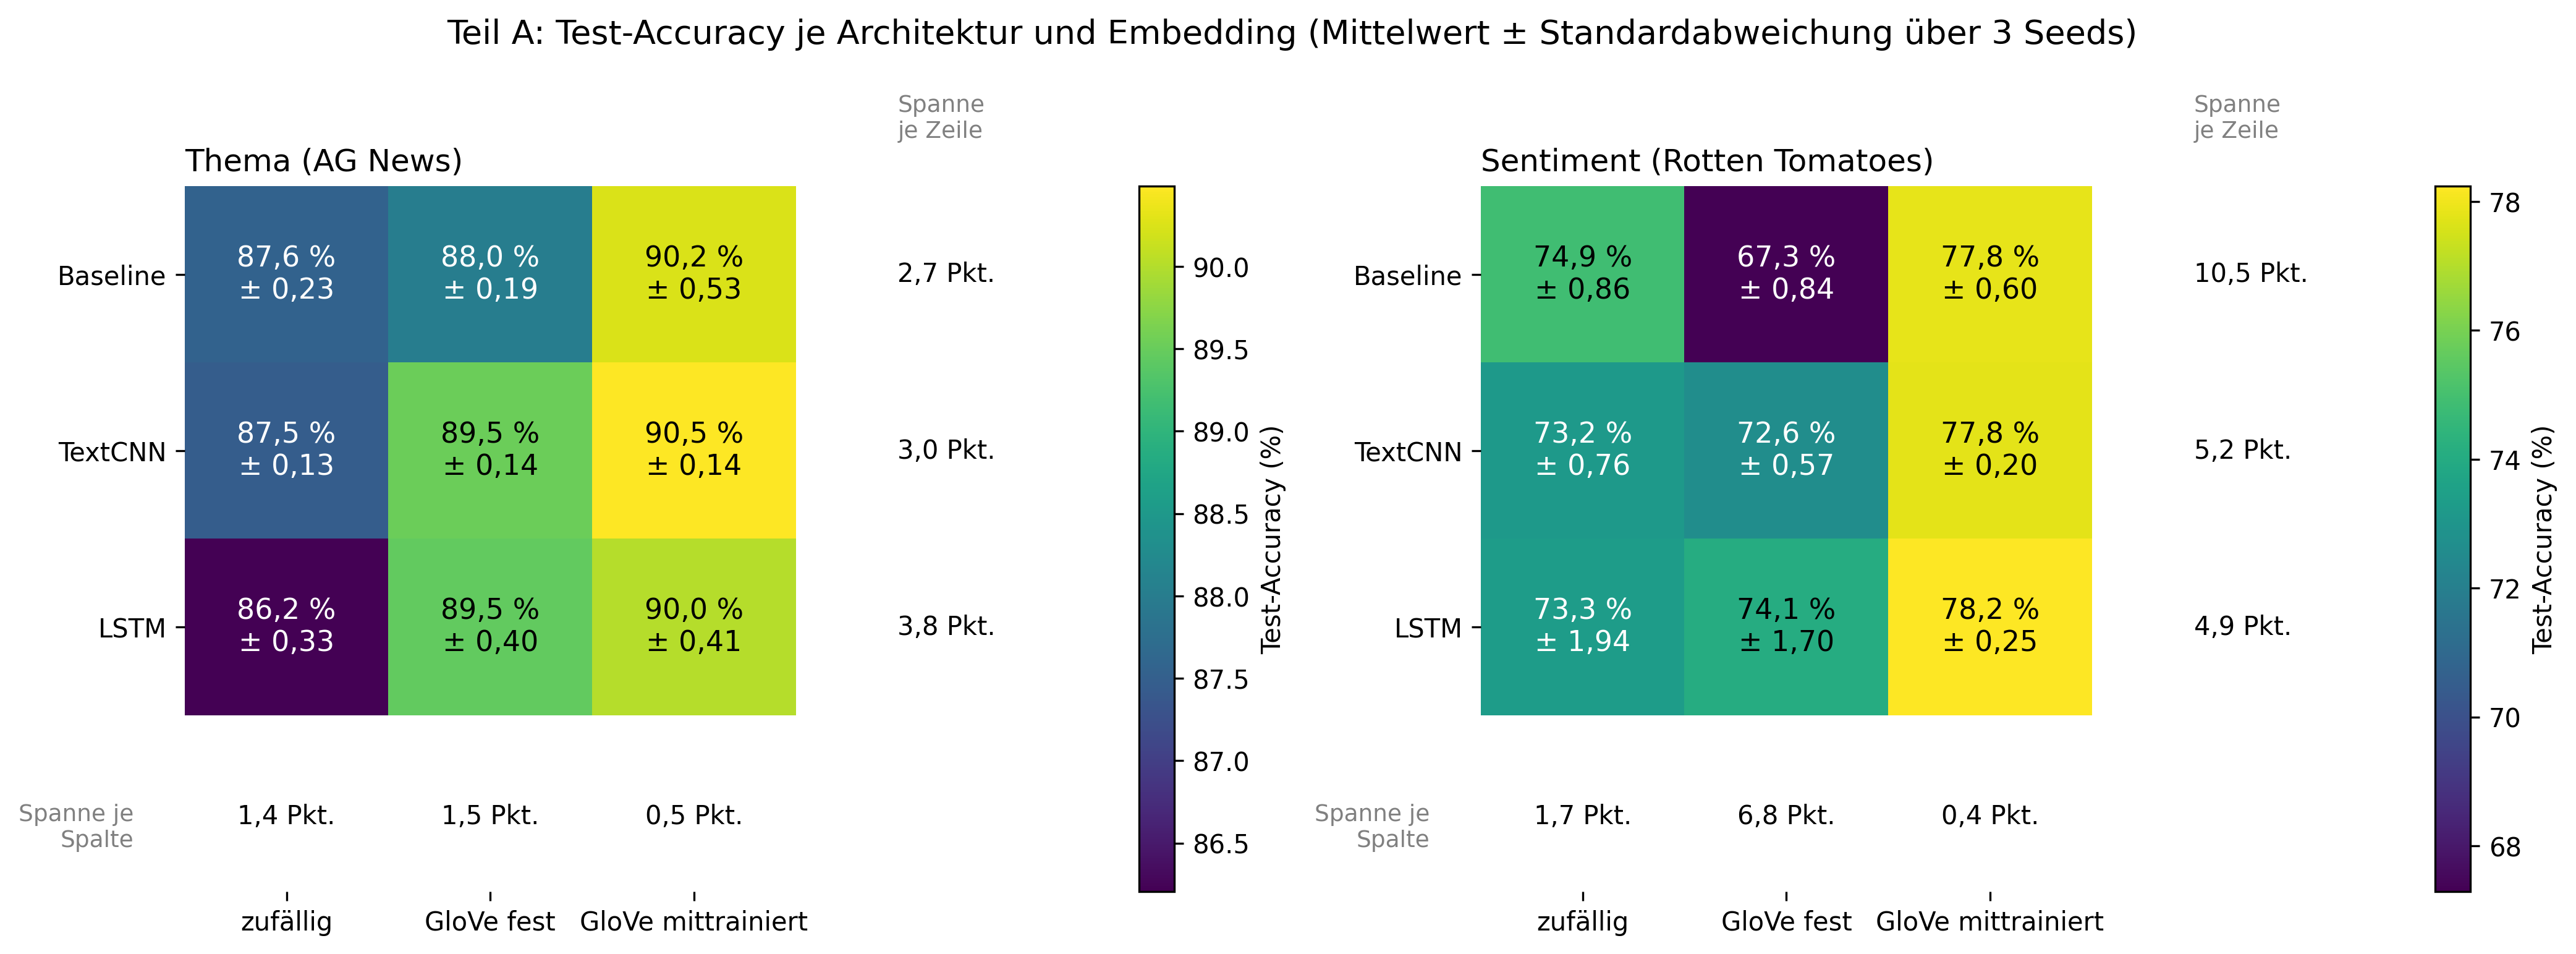 Teil A: Test-Accuracy je Architektur und Embedding (Mittelwert ± Standardabweichung über 3 Seeds)
Thema (AG News)
Spanne
je Zeile
Baseline
87,6 %
± 0,23
88,0 %
± 0,19
90,2 %
± 0,53
2,7 Pkt.
TextCNN
87,5 %
± 0,13
89,5 %
± 0,14
90,5 %
± 0,14
3,0 Pkt.
LSTM
86,2 %
± 0,33
89,5 %
± 0,40
90,0 %
± 0,41
3,8 Pkt.
Spanne je
Spalte
1,4 Pkt.
1,5 Pkt.
0,5 Pkt.
zufällig
GloVe fest
GloVe mittrainiert
90.0
89.5
89.0
88.5
88.0
87.5
87.0
86.5
Test-Accuracy (%)
Sentiment (Rotten Tomatoes)
Spanne
je Zeile
Baseline
74,9 %
± 0,86
67,3 %
± 0,84
77,8 %
± 0,60
10,5 Pkt.
TextCNN
73,2 %
± 0,76
72,6 %
± 0,57
77,8 %
± 0,20
5,2 Pkt.
LSTM
73,3 %
± 1,94
74,1 %
± 1,70
78,2 %
± 0,25
4,9 Pkt.
Spanne je
Spalte
1,7 Pkt.
6,8 Pkt.
0,4 Pkt.
zufällig
GloVe fest
GloVe mittrainiert
78
76
74
72
70
68
Test-Accuracy (%)